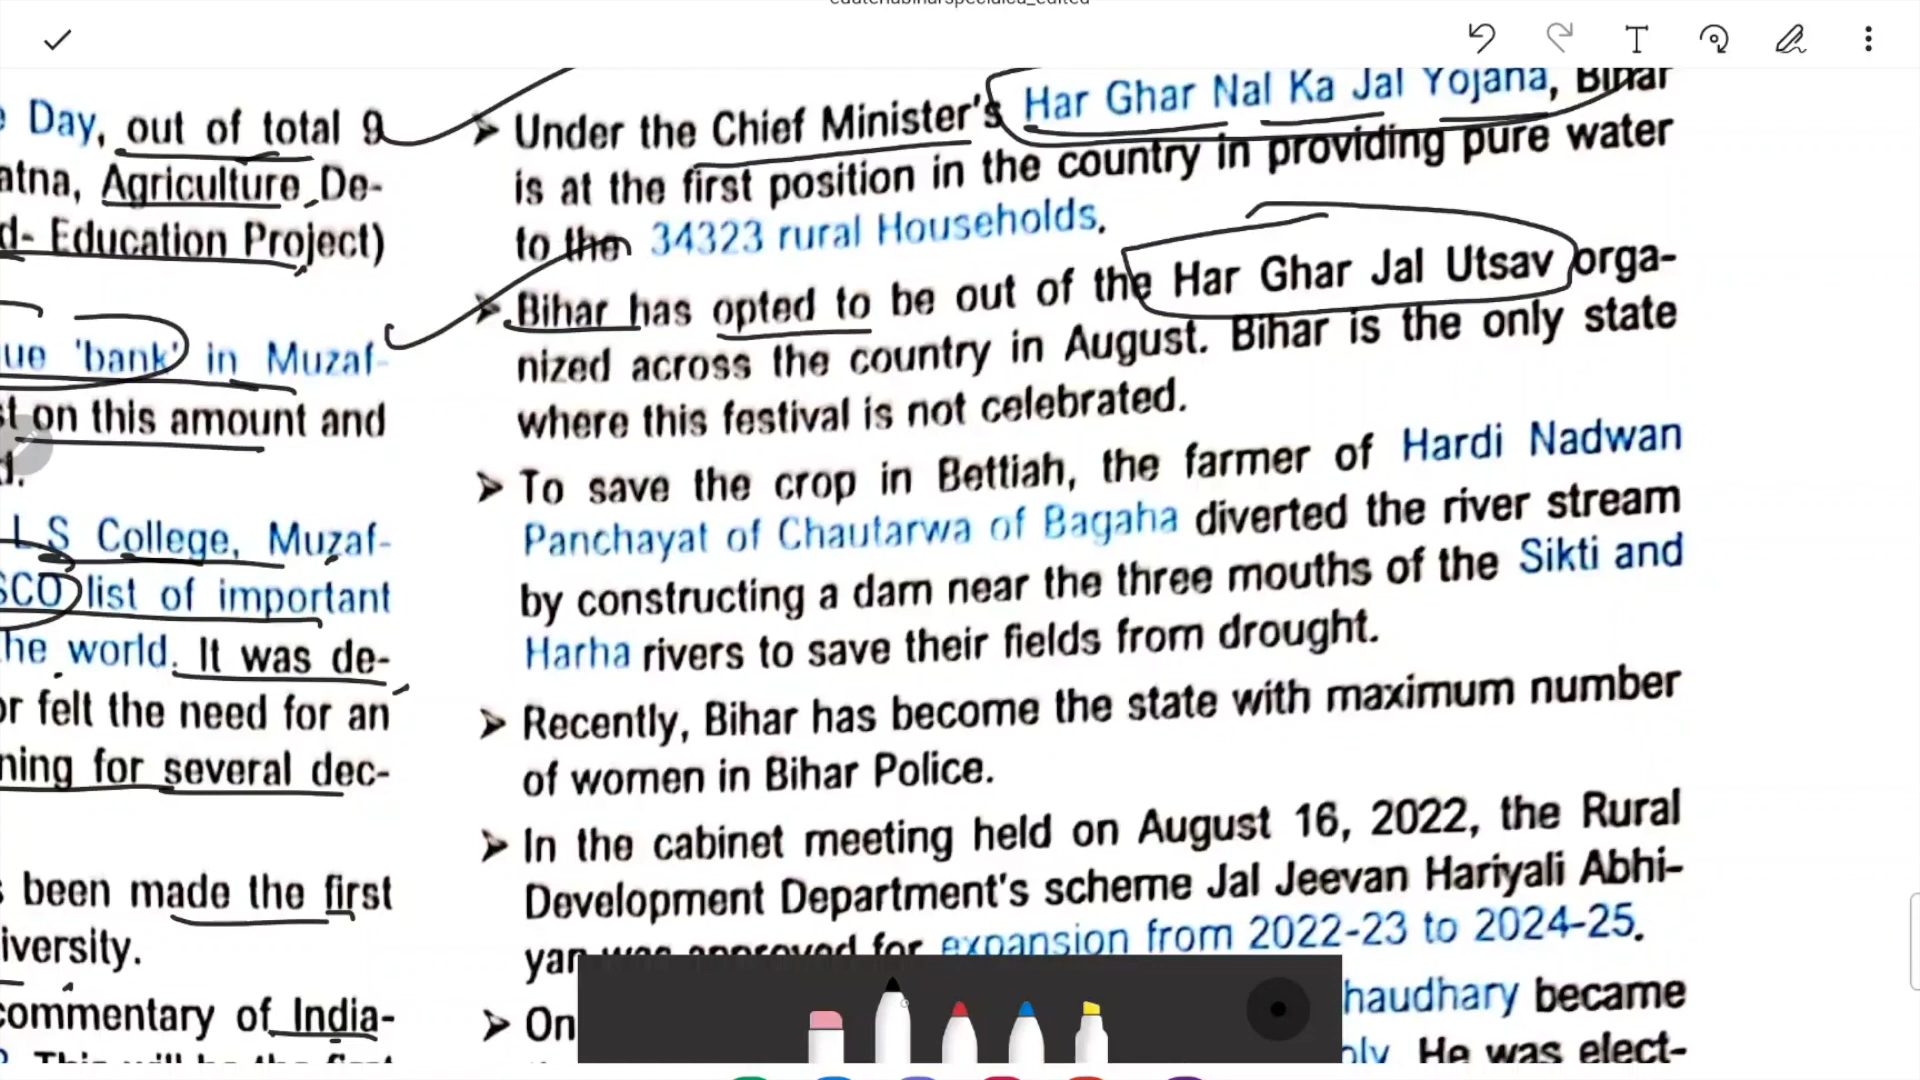 Day, out of total 9
atna, Agriculture De-
d- Education Project)
ue 'bank' in Muzaf-
st on this amount and
d.
L S College, Muzaf-
SCO list of important
he world. It was de-
or felt the need for an
ning for several dec-
been made the first
iversity.
commentary of India-
Under the Chief Minister's Har Ghar Nal Ka Jal Yojana, Bihar
is at the first position in the country in providing pure water
to the 34323 rural Households.
Bihar has opted to be out of the Har Ghar Jal Utsav orga-
nized across the country in August. Bihar is the only state
where this festival is not celebrated.
To save the crop in Bettiah, the farmer of Hardi Nadwan
Panchayat of Chautarwa of Bagaha diverted the river stream
by constructing a dam near the three mouths of the Sikti and
Harha rivers to save their fields from drought.
Recently, Bihar has become the state with maximum number
of women in Bihar Police.
In the cabinet meeting held on August 16, 2022, the Rural
Development Department's scheme Jal Jeevan Hariyali Abhi-
yan was approved for expansion from 2022-23 to 2024-25.
On haudhary became
He was elect-